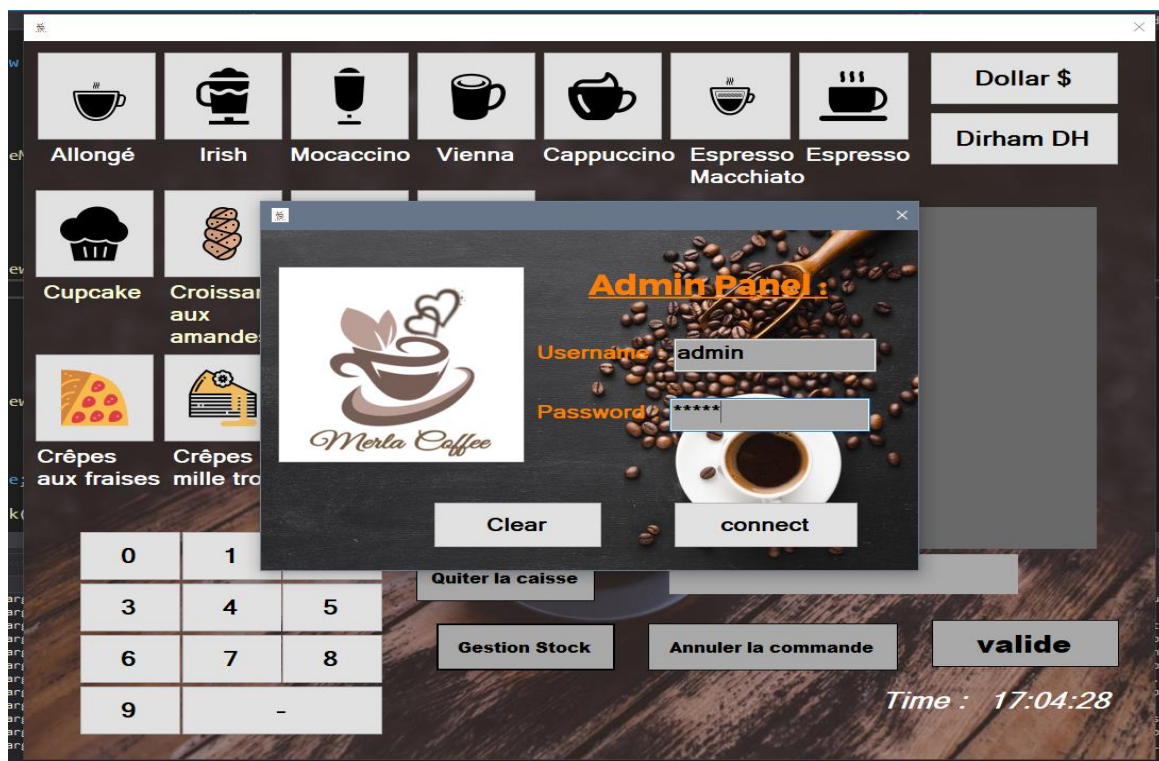 Dollar $
Dirham DH
Allongé
Irish
Mocaccino
Vienna
Cappuccino
Espresso
Macchiato
Espresso
Cupcake
aux
Crêpes
aux fraises
Crêpes
mille
Admin Panel :
Merla Coffee
Username : admin
Password *****
Clear
connect
0
1
3
4
5
6
7
8
9
-
Quiter la caisse
Gestion Stock
Annuler la commande
valide
Time : 17:04:28